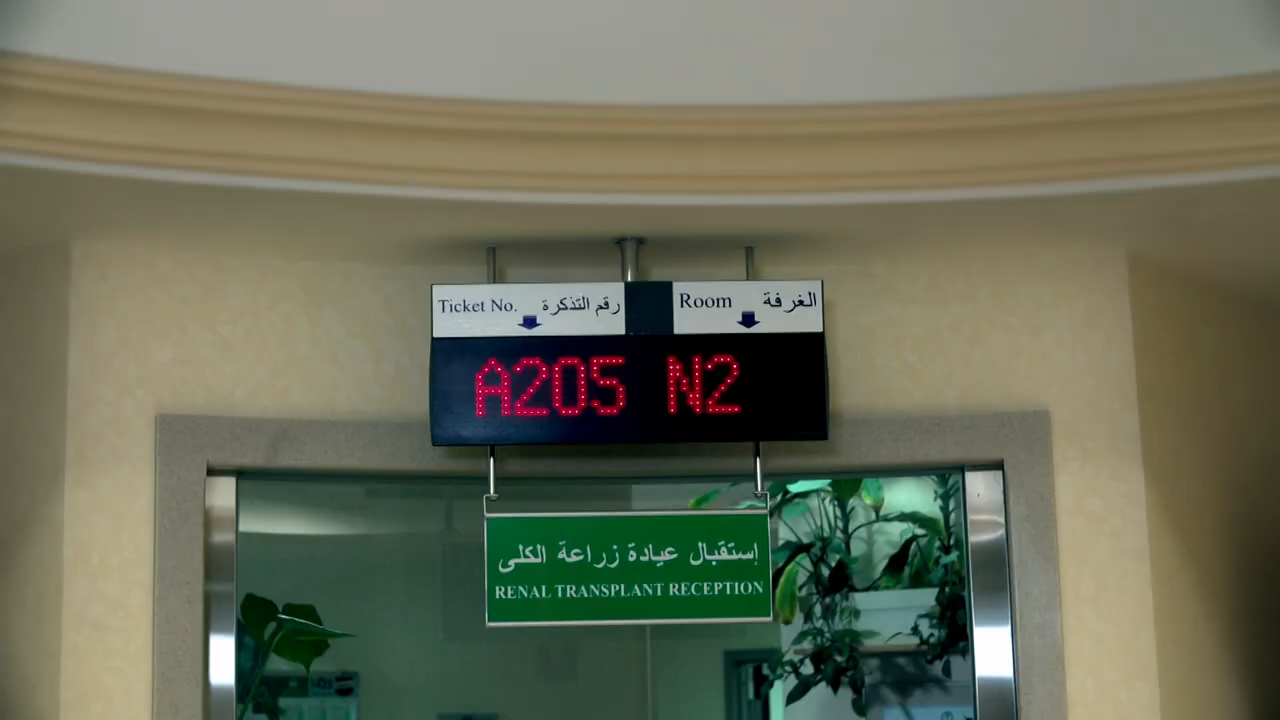 Ticket No. رقم التذكرة
Room الغرفة
A205 N2
إستقبال عيادة زراعة الكلى
RENAL TRANSPLANT RECEPTION